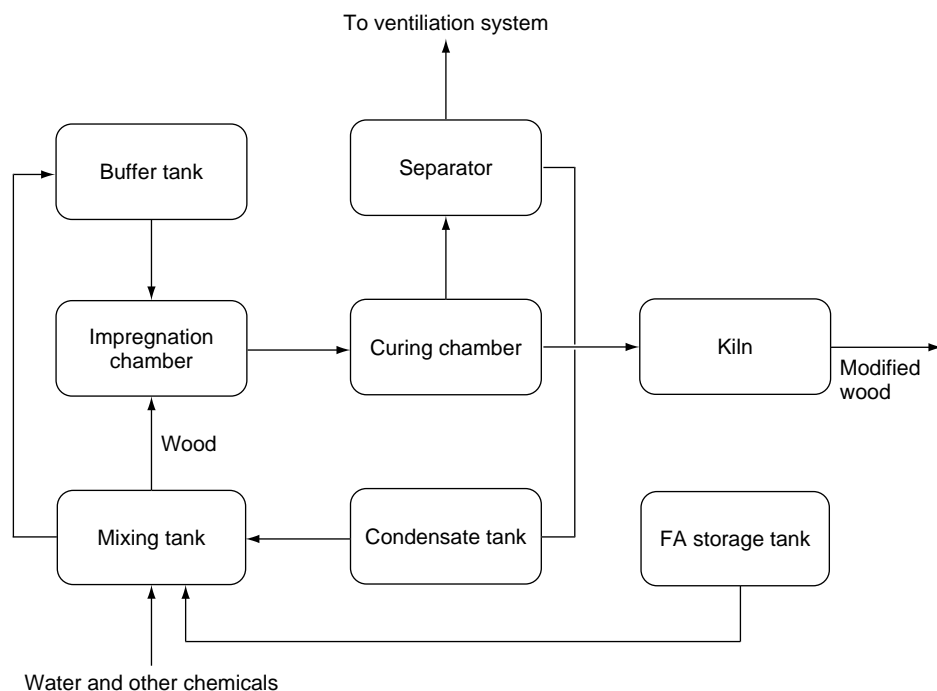 To ventiliation system
Buffer tank
Separator
Impregnation
chamber
Curing chamber
Kiln
Modified
wood
Wood
Mixing tank
Condensate tank
FA storage tank
Water and other chemicals